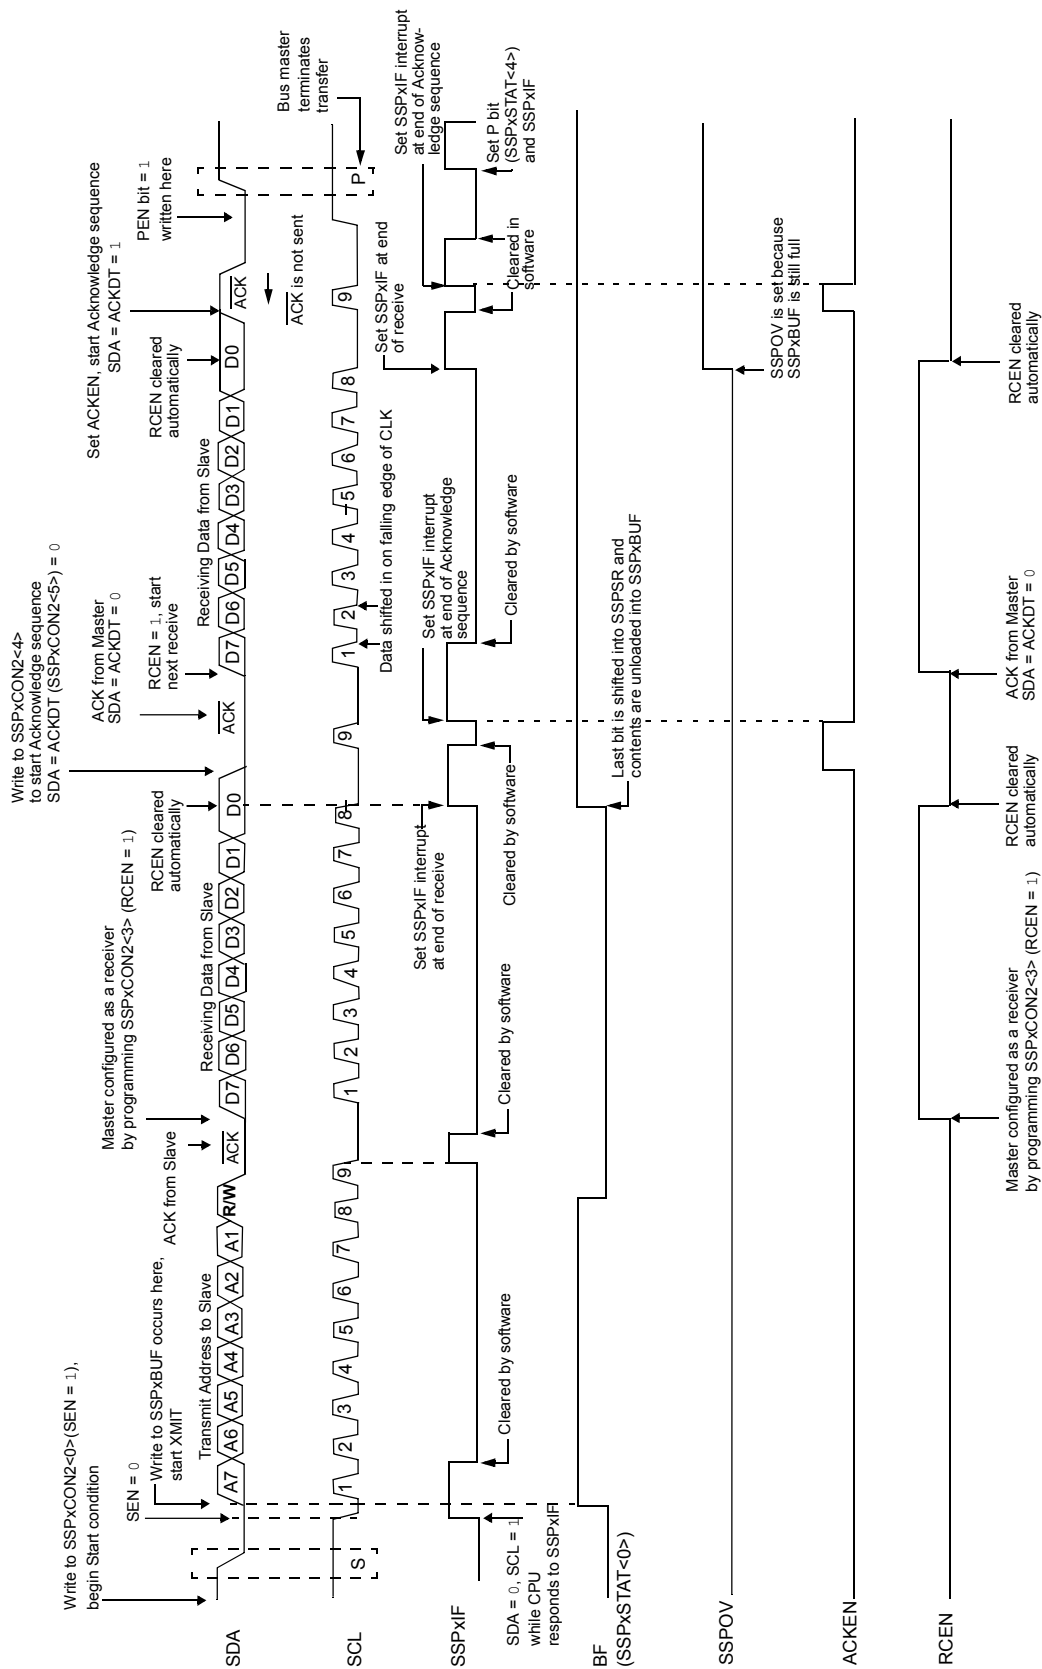 Write to SSPxCON2<0>(SEN = 1),
begin Start condition
SEN = 0
Write to SSPxBUF occurs here,
start XMIT
ACK from Slave
Master configured as a receiver
by programming SSPxCON2<3> (RCEN = 1)
RCEN cleared
automatically
Write to SSPxCON2<4>
to start Acknowledge sequence
SDA = ACKDT (SSPxCON2<5>) = 0
ACK from Master
SDA = ACKDT = 0
RCEN = 1, start
next receive
RCEN cleared
automatically
Set ACKEN, start Acknowledge sequence
SDA = ACKDT = 1
PEN bit = 1
written here
Transmit Address to Slave
Receiving Data from Slave
Receiving Data from Slave
SDA
A7 A6 A5 A4 A3 A2 A1 R/W ACK D7 D6 D5 D4 D3 D2 D1 D0 ACK D7 D6 D5 D4 D3 D2 D1 D0 ACK
ACK is not sent
Bus master
terminates
transfer
SCL
S 1 2 3 4 5 6 7 8 9 1 2 3 4 5 6 7 8 9 1 2 3 4 5 6 7 8 9 P
Data shifted in on falling edge of CLK
Set SSPxIF interrupt
at end of receive
Set SSPxIF interrupt
at end of Acknowledge
sequence
Set SSPxIF at end
of receive
Set SSPxIF interrupt
at end of Acknow-
ledge sequence
SSPxIF
SDA = 0, SCL = 1
while CPU
responds to SSPxIF
Cleared by software
Cleared by software
Cleared by software
Cleared by software
Cleared in
software
Set P bit
(SSPxSTAT<4>)
and SSPxIF
BF
(SSPxSTAT<0>)
Last bit is shifted into SSPSR and
contents are unloaded into SSPxBUF
SSPOV
SSPOV is set because
SSPxBUF is still full
ACKEN
RCEN
Master configured as a receiver
by programming SSPxCON2<3> (RCEN = 1)
RCEN cleared
automatically
ACK from Master
SDA = ACKDT = 0
RCEN cleared
automatically